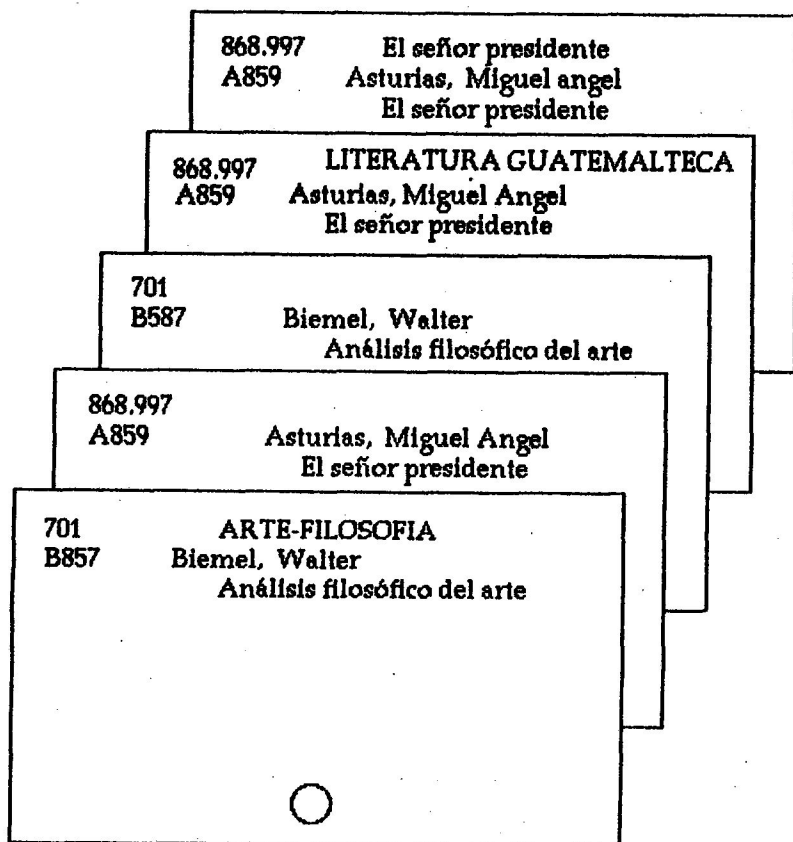 868.997 El señor presidente
A859 Asturias, Miguel angel
El señor presidente
868.997 LITERATURA GUATEMALTECA
A859 Asturias, Miguel Angel
El señor presidente
701
B587 Biemel, Walter
Análisis filosófico del arte
868.997
A859 Asturias, Miguel Angel
El señor presidente
701 ARTE-FILOSOFIA
B857 Biemel, Walter
Análisis filosófico del arte